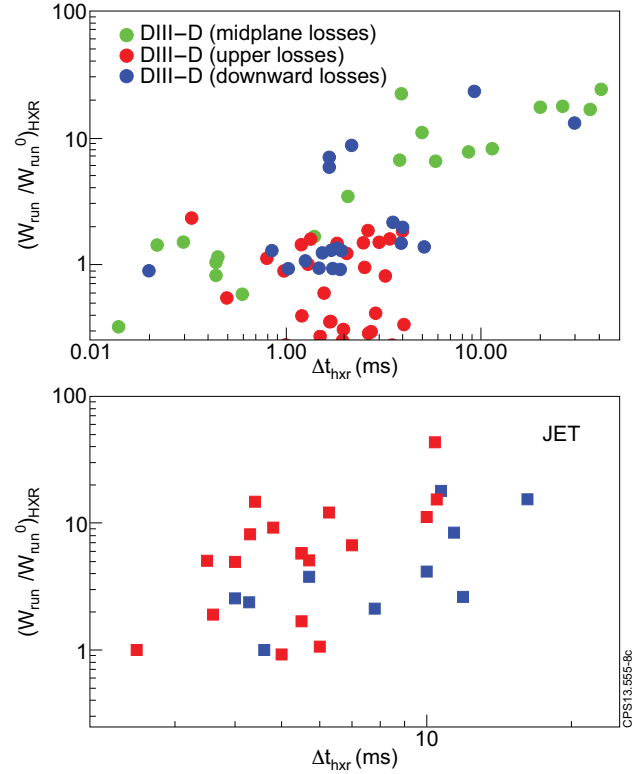 100
DIII–D (midplane losses)
DIII–D (upper losses)
DIII–D (downward losses)
10
1
(W_run /W_run^0)_HXR
0.01 1.00 10.00
Δt_hxr (ms)
100
JET
10
1
(W_run /W_run^0)_HXR
10
Δt_hxr (ms)
CPS13.555-8c